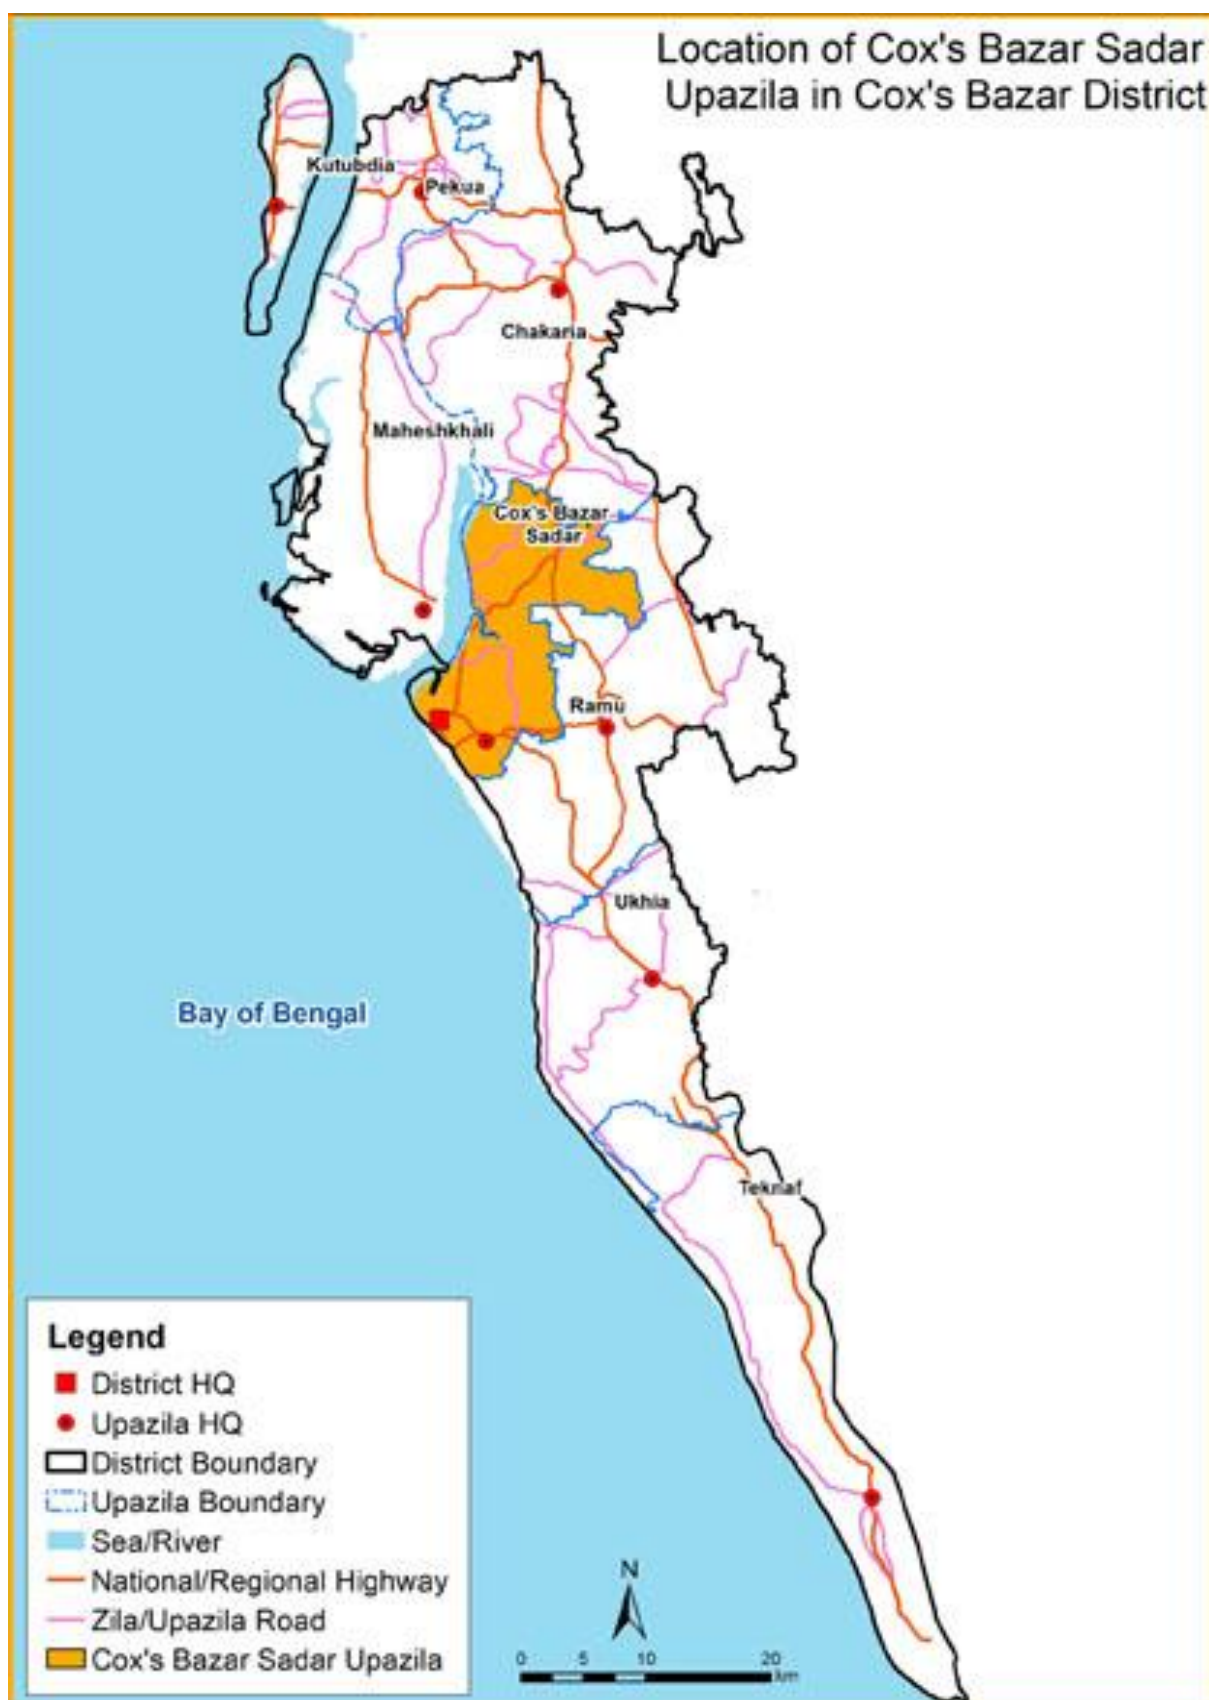 Location of Cox's Bazar Sadar
Upazila in Cox's Bazar District
Kutubdia
Pekua
Chakaria
Maheshkhali
Cox's Bazar
Sadar
Ramu
Ukhia
Bay of Bengal
Teknaf
Legend
District HQ
Upazila HQ
District Boundary
Upazila Boundary
Sea/River
National/Regional Highway
Zila/Upazila Road
Cox's Bazar Sadar Upazila
N
0 5 10 20
km